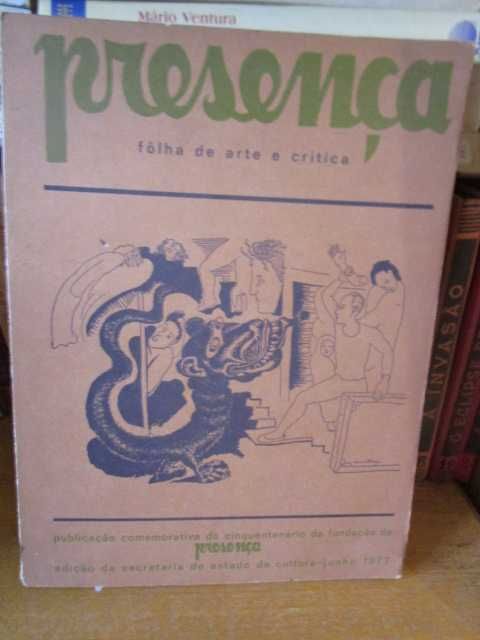 Mário Ventura
presença
fôlha de arte e crítica
publicação comemorativa do cinquentenário da fundação da
presença
edição da secretaria de estado da cultura-junho 1977
A INVASÃO
O ECLIPSE